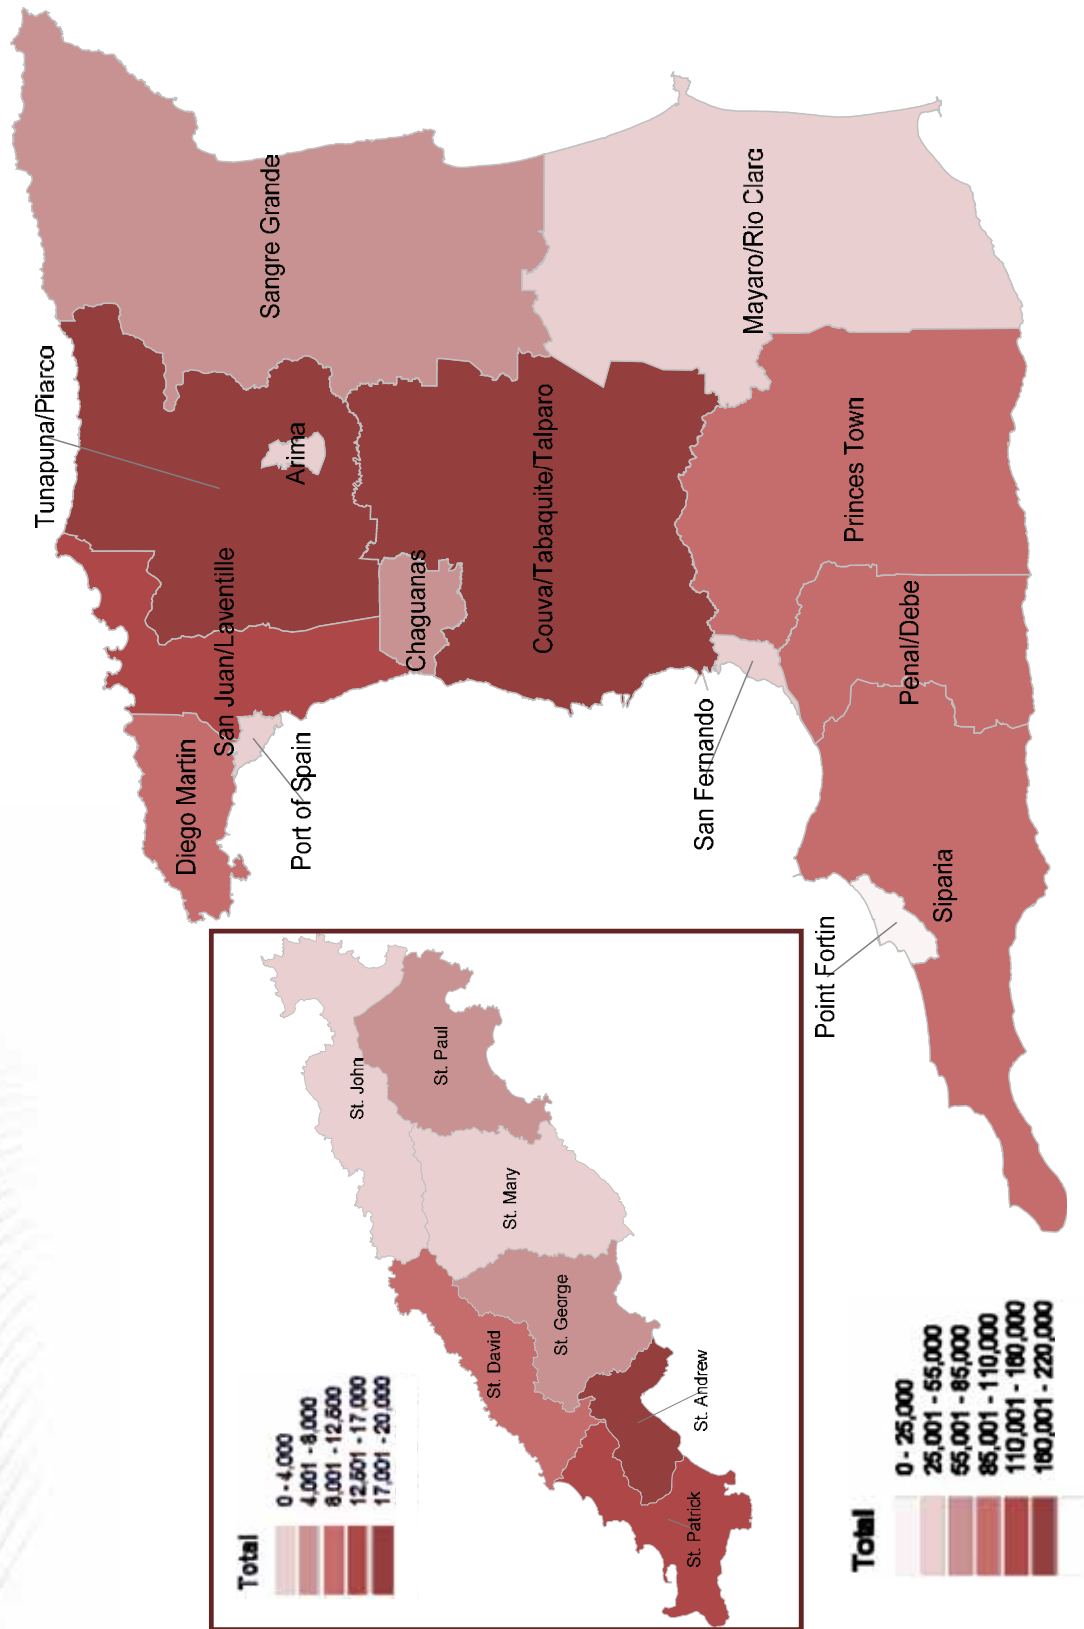 Tunapuna/Piarco
Sangre Grande
Arima
San Juan/Laventille
Diego Martin
Port of Spain
Chaguanas
Couva/Tabaquite/Talparo
Mayaro/Rio Claro
San Fernando
Princes Town
Penal/Debe
Siparia
Point Fortin
Total
0 - 25,000
25,001 - 55,000
55,001 - 85,000
85,001 - 110,000
110,001 - 160,000
160,001 - 220,000
St. John
St. Paul
St. Mary
St. George
St. David
St. Andrew
St. Patrick
Total
0 - 4,000
4,001 - 8,000
8,001 - 12,500
12,501 - 17,000
17,001 - 20,000